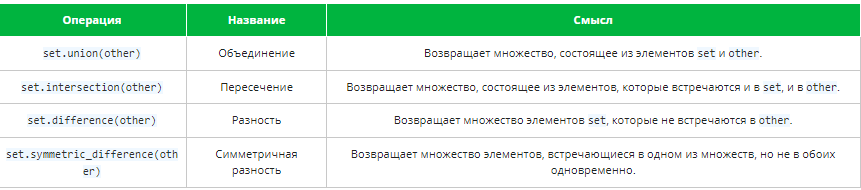 Операция Название Смысл
set.union(other) Объединение Возвращает множество, состоящее из элементов set и other.
set.intersection(other) Пересечение Возвращает множество, состоящее из элементов, которые встречаются и в set, и в other.
set.difference(other) Разность Возвращает множество элементов set, которые не встречаются в other.
set.symmetric_difference(oth Симметричная Возвращает множество элементов, встречающиеся в одном из множеств, но не в обоих
er) разность одновременно.